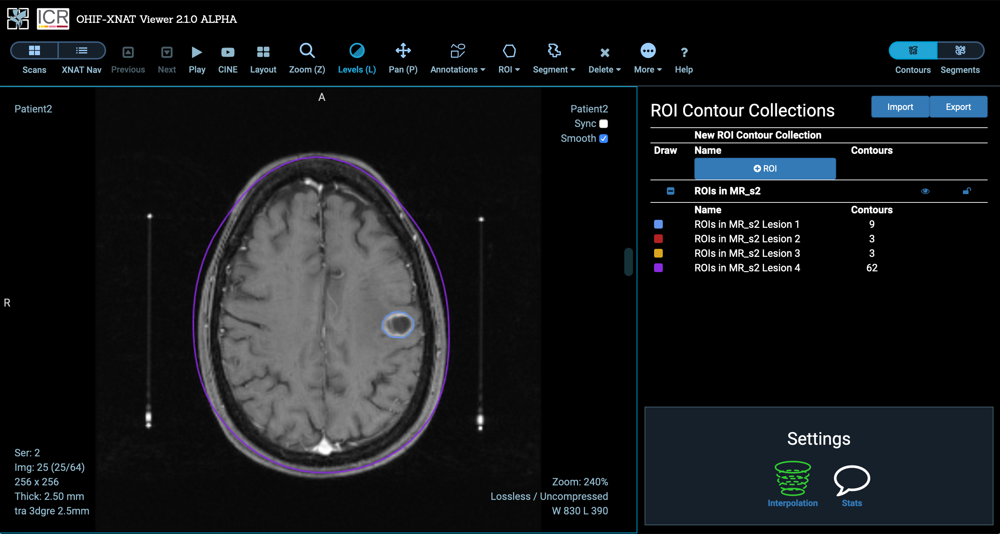 ICR OHIF-XNAT Viewer 2.1.0 ALPHA
Scans XNAT Nav Previous Next Play CINE Layout Zoom (Z) Levels (L) Pan (P) Annotations ROI Segment Delete More ? Help Contours Segments
A
Patient2
Patient2
Sync
Smooth
R
Ser: 2
Img: 25 (25/64)
256 x 256
Thick: 2.50 mm
tra 3dgre 2.5mm
Zoom: 240%
Lossless / Uncompressed
W 830 L 390
ROI Contour Collections
Import Export
New ROI Contour Collection
Draw Name Contours
ROI
ROIs in MR_s2
Name Contours
ROIs in MR_s2 Lesion 1 9
ROIs in MR_s2 Lesion 2 3
ROIs in MR_s2 Lesion 3 3
ROIs in MR_s2 Lesion 4 62
Settings
Interpolation Stats